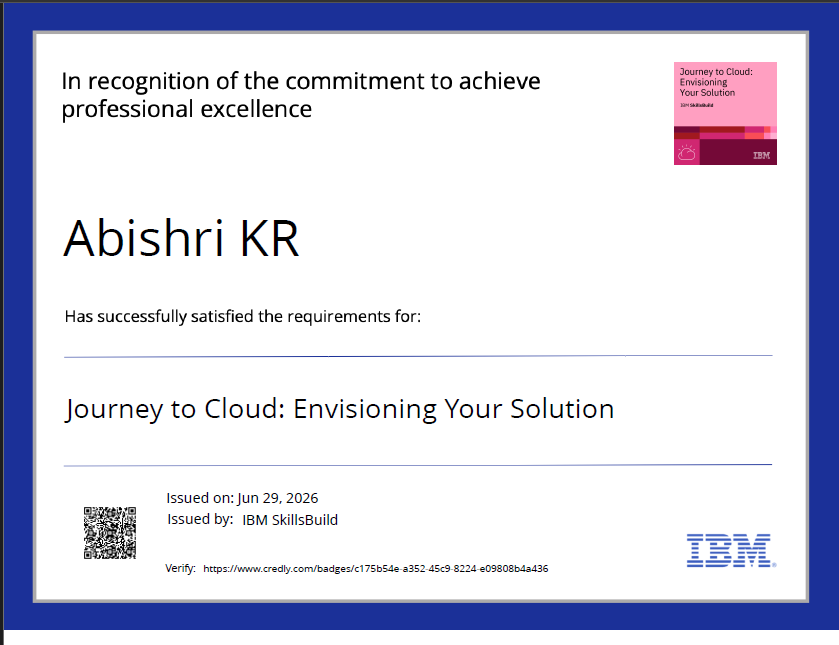 In recognition of the commitment to achieve
professional excellence
Journey to Cloud:
Envisioning
Your Solution
IBM SkillsBuild
IBM
Abishri KR
Has successfully satisfied the requirements for:
Journey to Cloud: Envisioning Your Solution
Issued on: Jun 29, 2026
Issued by: IBM SkillsBuild
Verify: https://www.credly.com/badges/c175b54e-a352-45c9-8224-e09808b4a436
IBM®